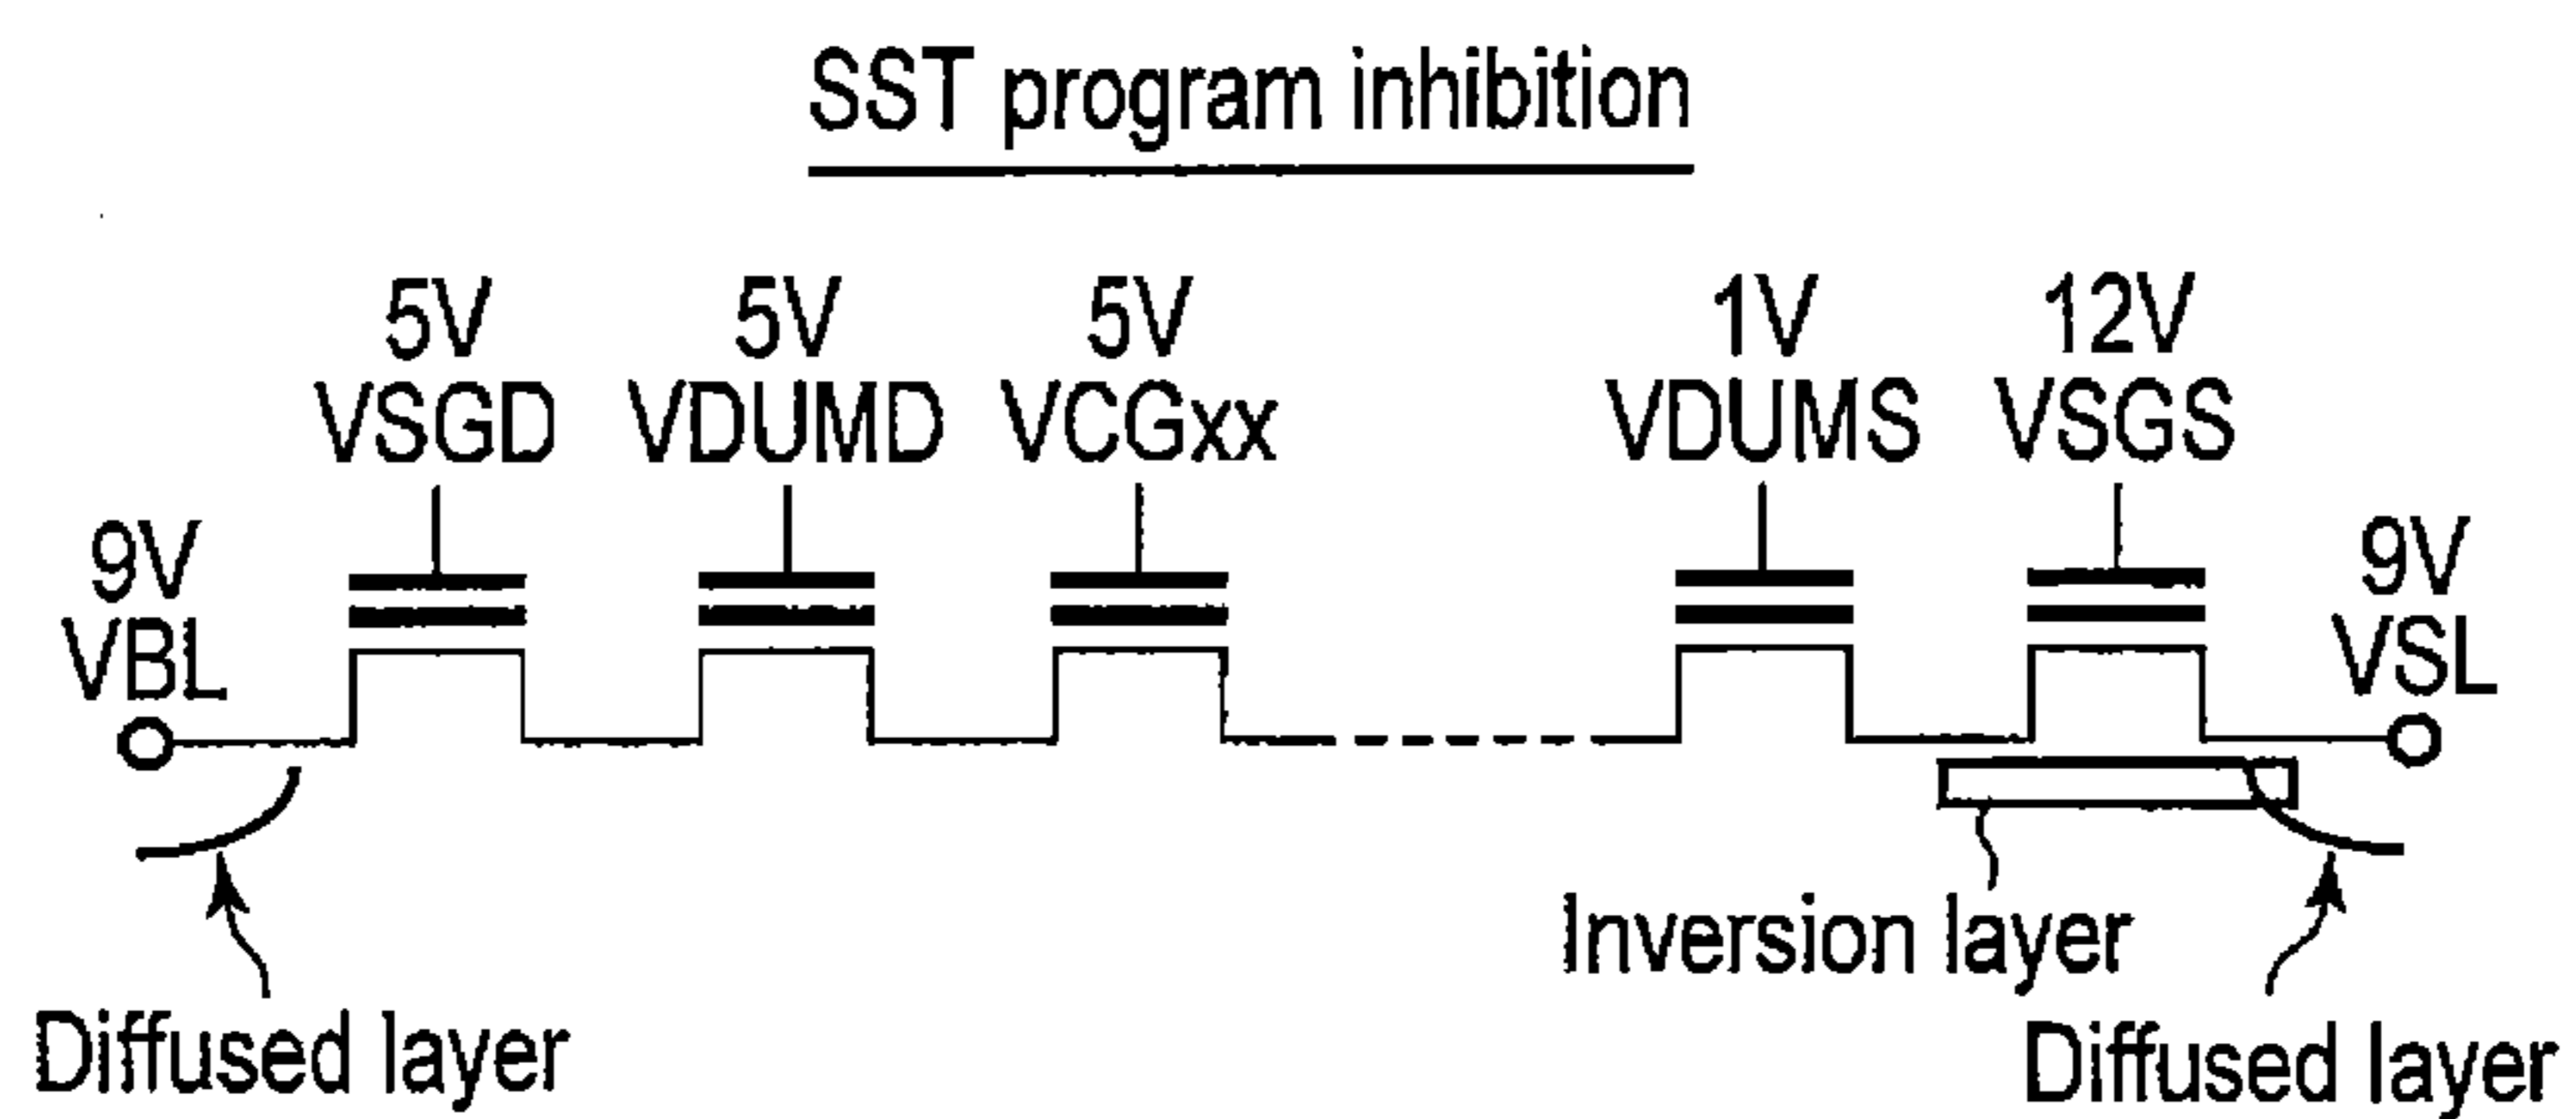 SST program inhibition
5V 5V 5V 1V 12V
VSGD VDUMD VCGxx VDUMS VSGS
9V 9V
VBL VSL
Inversion layer
Diffused layer Diffused layer